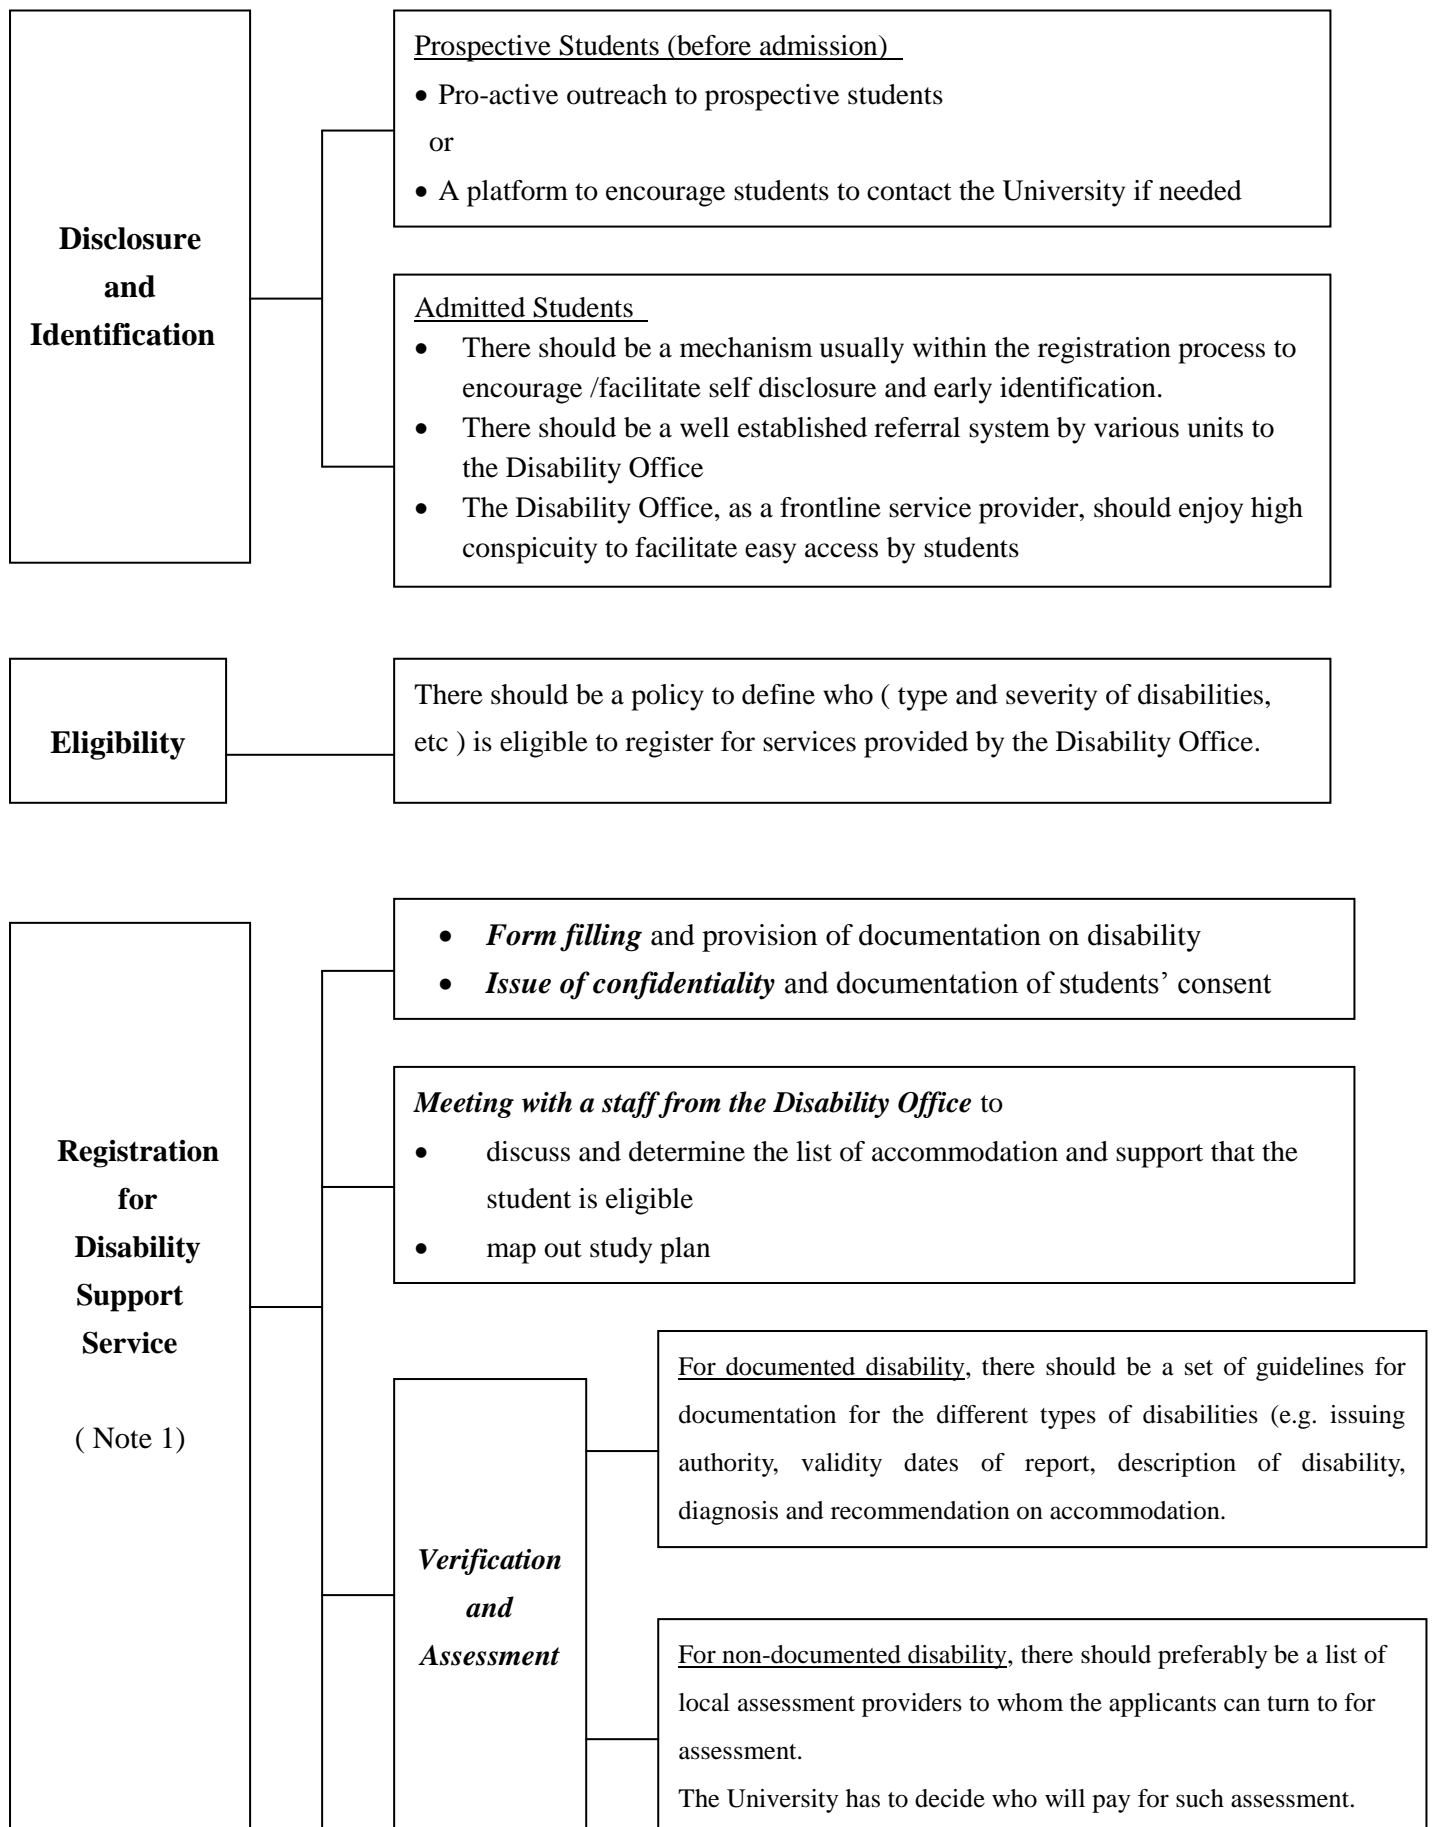 Disclosure
and
Identification
Prospective Students (before admission)
• Pro-active outreach to prospective students
or
• A platform to encourage students to contact the University if needed
Admitted Students
• There should be a mechanism usually within the registration process to
encourage /facilitate self disclosure and early identification.
• There should be a well established referral system by various units to
the Disability Office
• The Disability Office, as a frontline service provider, should enjoy high
conspicuity to facilitate easy access by students
Eligibility
There should be a policy to define who ( type and severity of disabilities,
etc ) is eligible to register for services provided by the Disability Office.
Registration
for
Disability
Support
Service
( Note 1)
• Form filling and provision of documentation on disability
• Issue of confidentiality and documentation of students’ consent
Meeting with a staff from the Disability Office to
• discuss and determine the list of accommodation and support that the
student is eligible
• map out study plan
Verification
and
Assessment
For documented disability, there should be a set of guidelines for
documentation for the different types of disabilities (e.g. issuing
authority, validity dates of report, description of disability,
diagnosis and recommendation on accommodation.
For non-documented disability, there should preferably be a list of
local assessment providers to whom the applicants can turn to for
assessment.
The University has to decide who will pay for such assessment.